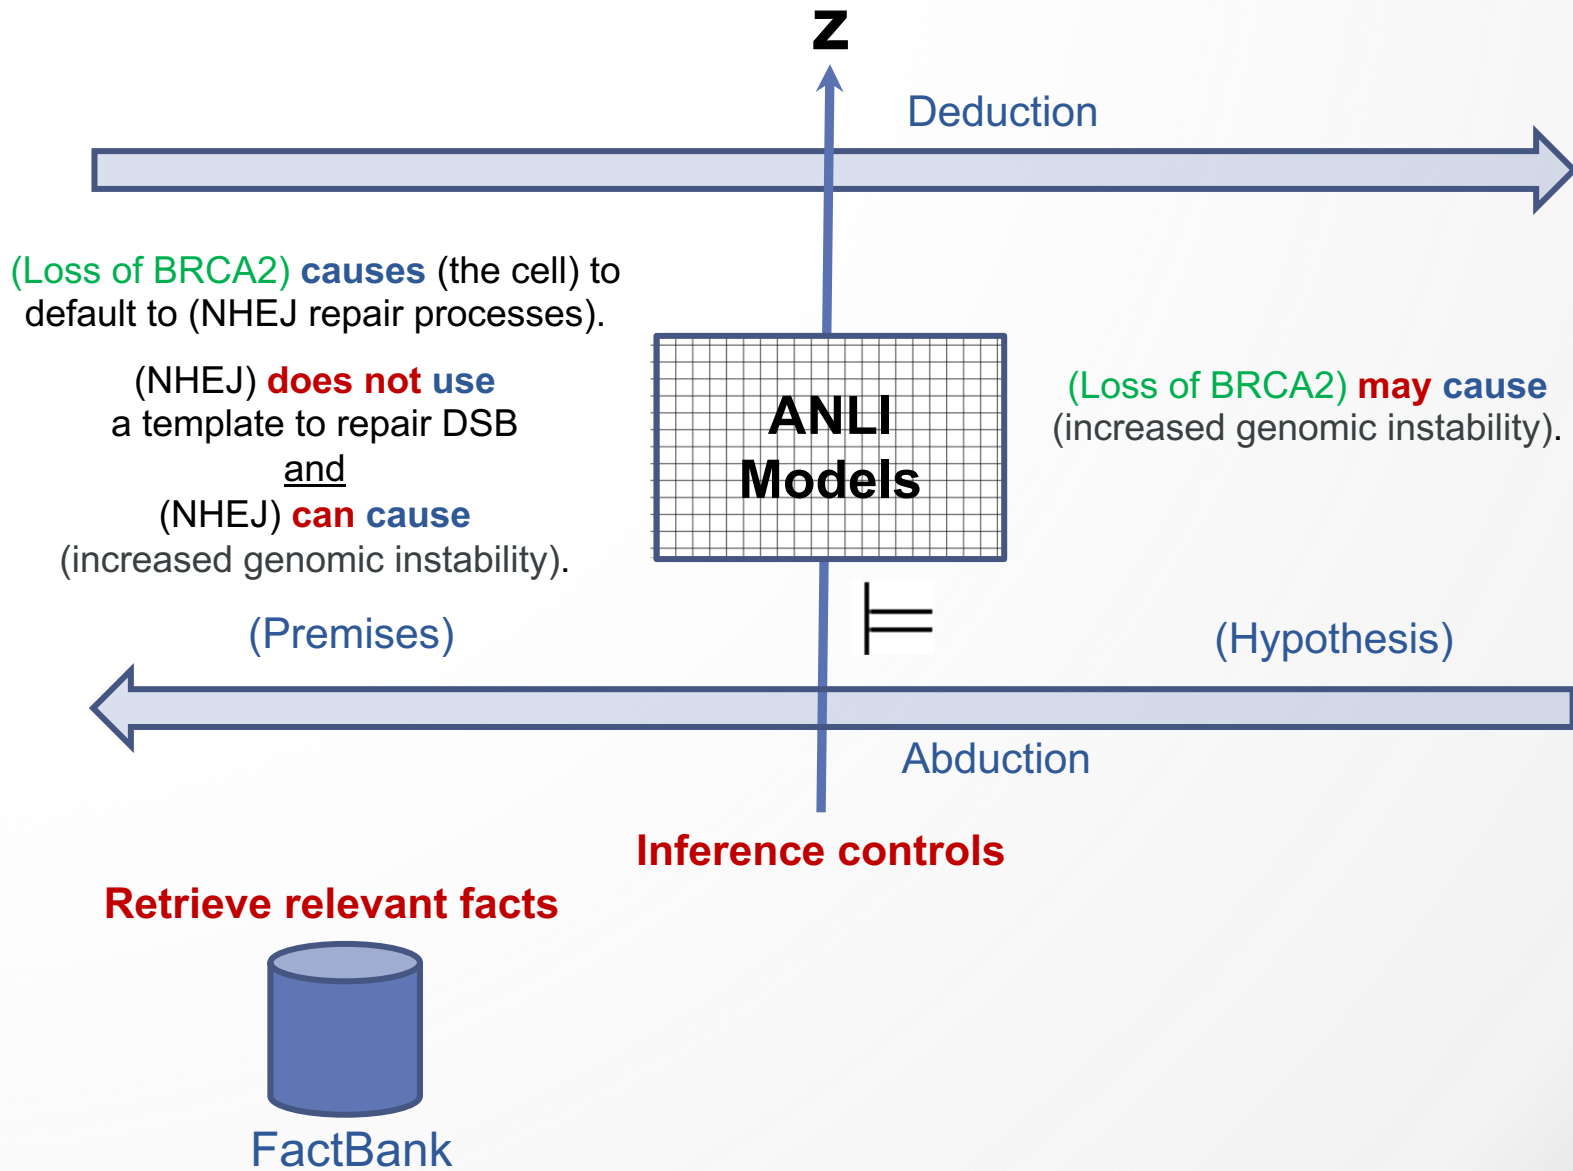 z
Deduction
(Loss of BRCA2) causes (the cell) to
default to (NHEJ repair processes).
(NHEJ) does not use
a template to repair DSB
and
(NHEJ) can cause
(increased genomic instability).
(Premises)
ANLI
Models
⊨
(Loss of BRCA2) may cause
(increased genomic instability).
(Hypothesis)
Abduction
Inference controls
Retrieve relevant facts
FactBank